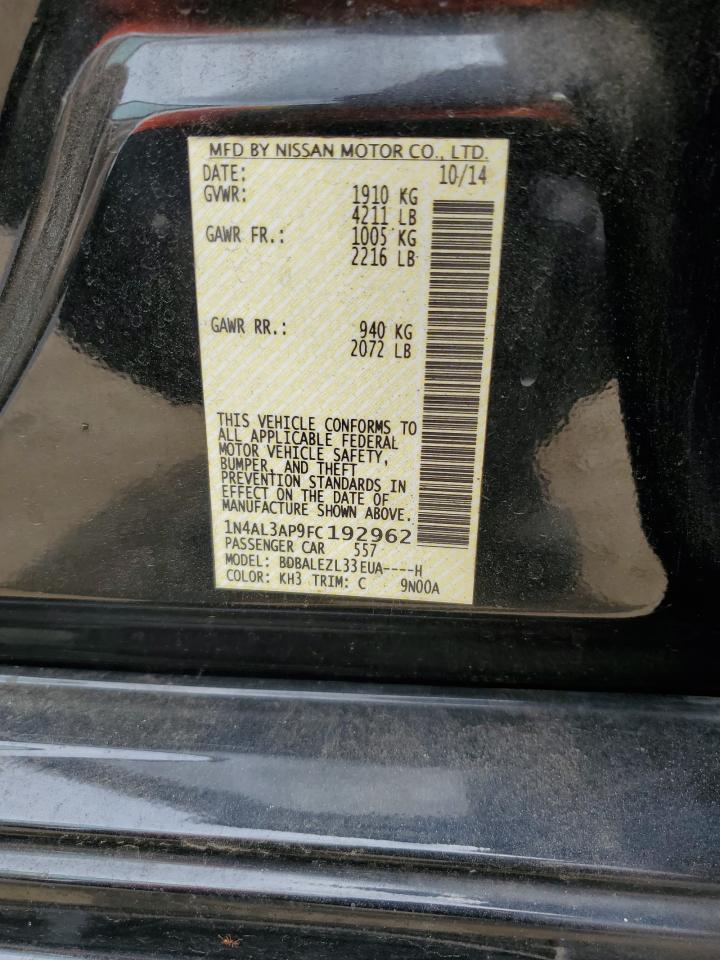 MFD BY NISSAN MOTOR CO., LTD.
DATE: 10/14
GVWR: 1910 KG
4211 LB
GAWR FR.: 1005 KG
2216 LB
GAWR RR.: 940 KG
2072 LB
THIS VEHICLE CONFORMS TO
ALL APPLICABLE FEDERAL
MOTOR VEHICLE SAFETY,
BUMPER, AND THEFT
PREVENTION STANDARDS IN
EFFECT ON THE DATE OF
MANUFACTURE SHOWN ABOVE.
1N4AL3AP9FC192962
PASSENGER CAR 557
MODEL: BDBALEZL33EUA----H
COLOR: KH3 TRIM: C 9N00A